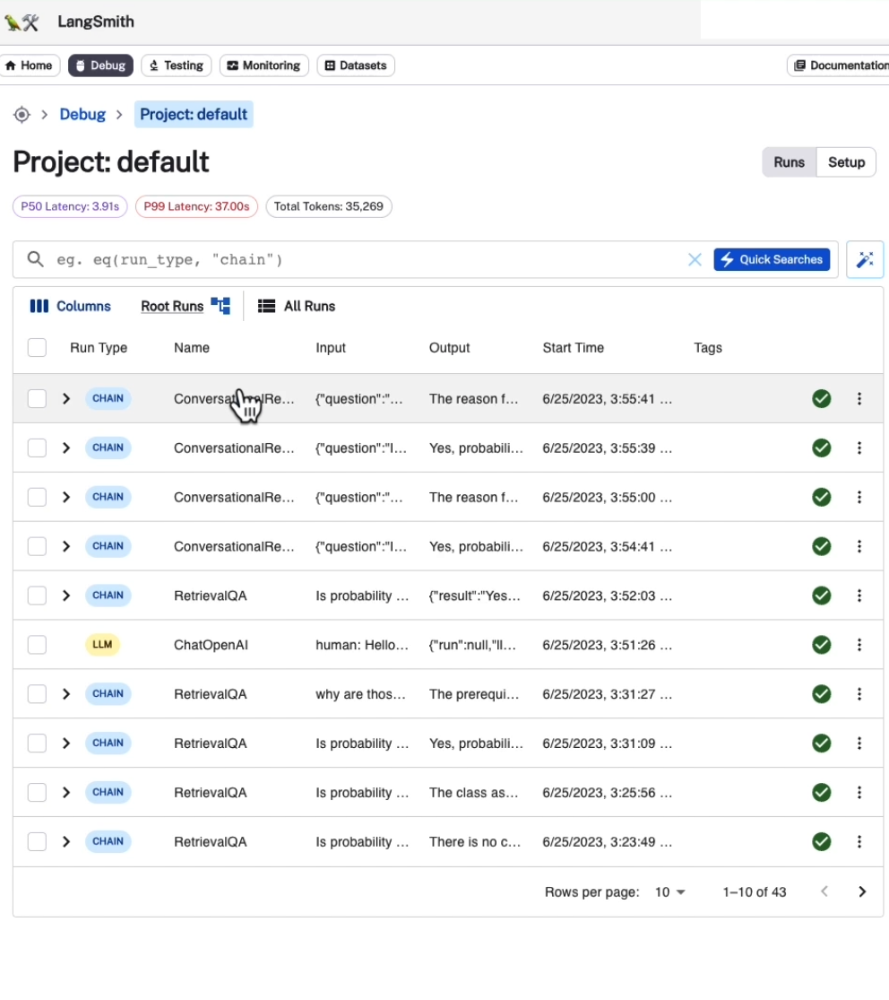 LangSmith
Home Debug Testing Monitoring Datasets Documentation
Debug Project: default
Project: default
Runs Setup
P50 Latency: 3.91s P99 Latency: 37.00s Total Tokens: 35,269
eg. eq(run_type, "chain") Quick Searches
Columns Root Runs All Runs
Run Type Name Input Output Start Time Tags
CHAIN {"question":"... The reason f... 6/25/2023, 3:55:41 ...
CHAIN ConversationalRe... {"question":"I... Yes, probabili... 6/25/2023, 3:55:39 ...
CHAIN ConversationalRe... {"question":"... The reason f... 6/25/2023, 3:55:00 ...
CHAIN ConversationalRe... {"question":"I... Yes, probabili... 6/25/2023, 3:54:41 ...
CHAIN RetrievalQA Is probability ... {"result":"Yes... 6/25/2023, 3:52:03 ...
LLM ChatOpenAI human: Hello... {"run":null,"ll... 6/25/2023, 3:51:26 ...
CHAIN RetrievalQA why are thos... The prerequi... 6/25/2023, 3:31:27 ...
CHAIN RetrievalQA Is probability ... Yes, probabili... 6/25/2023, 3:31:09 ...
CHAIN RetrievalQA Is probability ... The class as... 6/25/2023, 3:25:56 ...
CHAIN RetrievalQA Is probability ... There is no c... 6/25/2023, 3:23:49 ...
Rows per page: 10 1–10 of 43